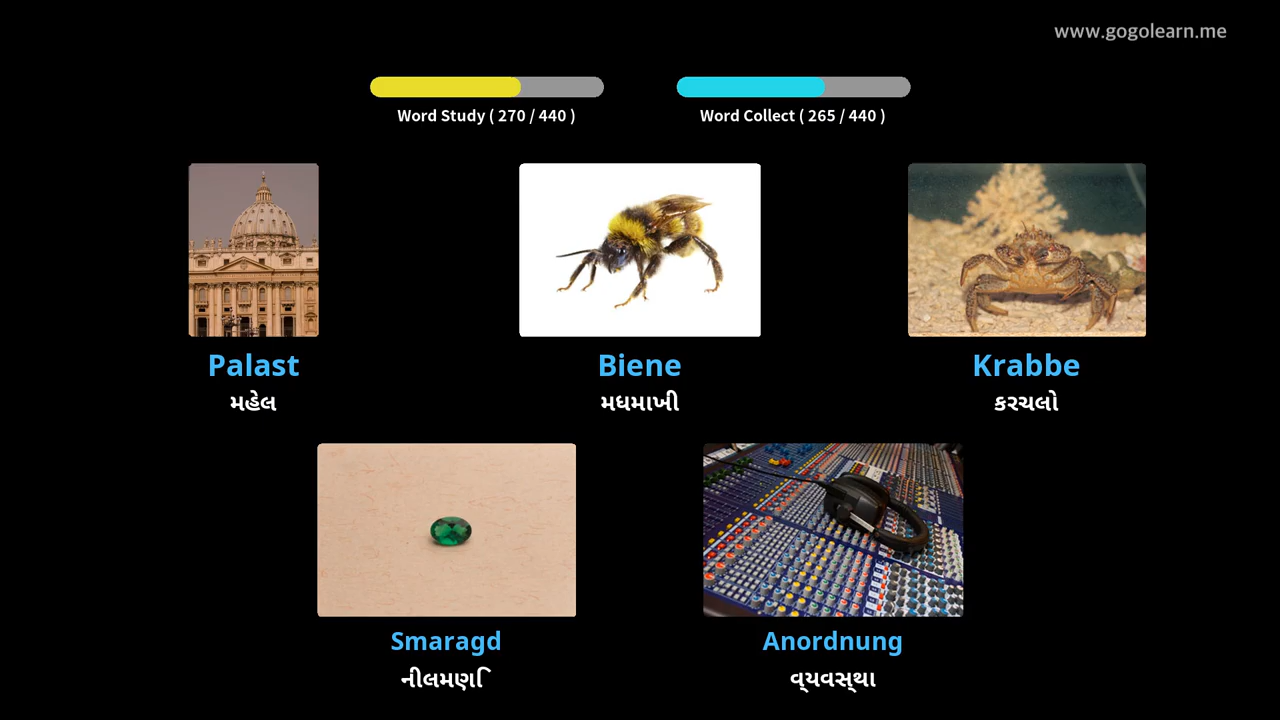 www.gogolearn.me
Word Study ( 270 / 440 )
Word Collect ( 265 / 440 )
Palast
Biene
Krabbe
મહેલ
મધમાખી
કરચલો
Smaragd
Anordnung
નીલમણિ
વ્યવસ્થા